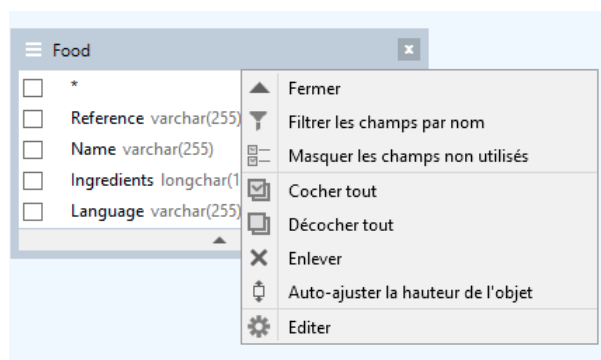 Food
*
Reference varchar(255)
Name varchar(255)
Ingredients longchar(1
Language varchar(255)
Fermer
Filtrer les champs par nom
Masquer les champs non utilisés
Cocher tout
Décocher tout
Enlever
Auto-ajuster la hauteur de l'objet
Editer